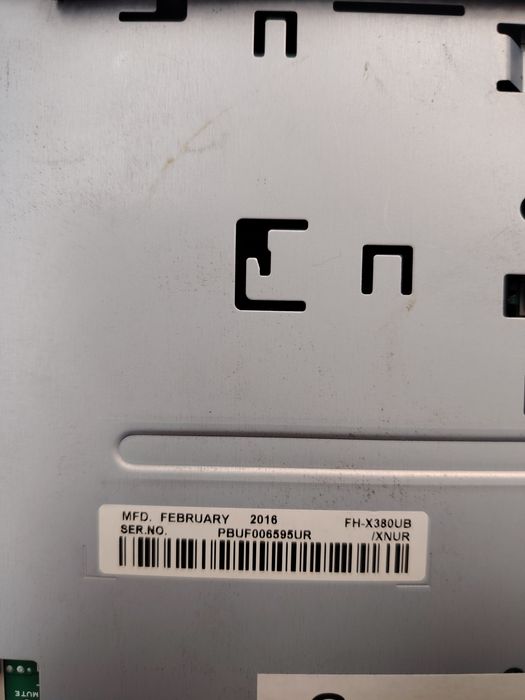 MFD. FEBRUARY 2016 FH-X380UB
SER.NO. PBUF006595UR /XNUR
MUTE